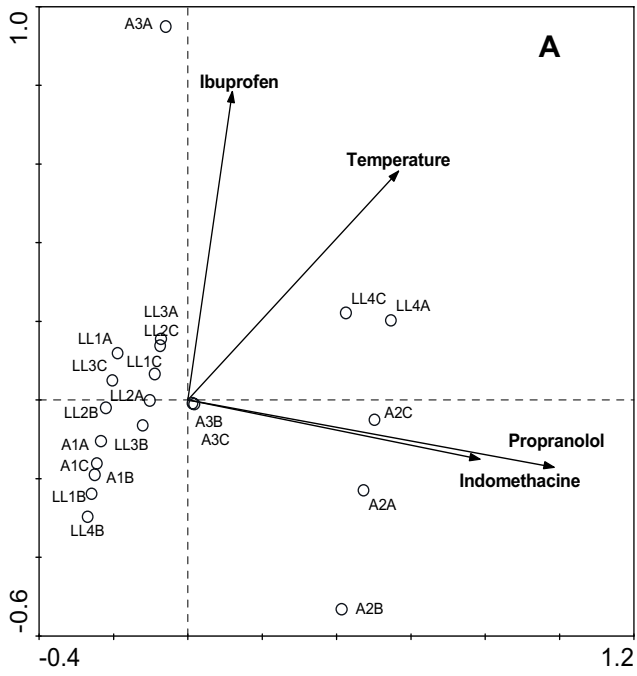 1.0
A3A
A
Ibuprofen
Temperature
LL3A
LL4C
LL4A
LL2C
LL1A
LL1C
LL3C
LL2A
LL2B
A3B
A2C
A3C
LL3B
A1A
Propranolol
A1C
A1B
Indomethacine
LL1B
A2A
LL4B
A2B
-0.6
-0.4
1.2